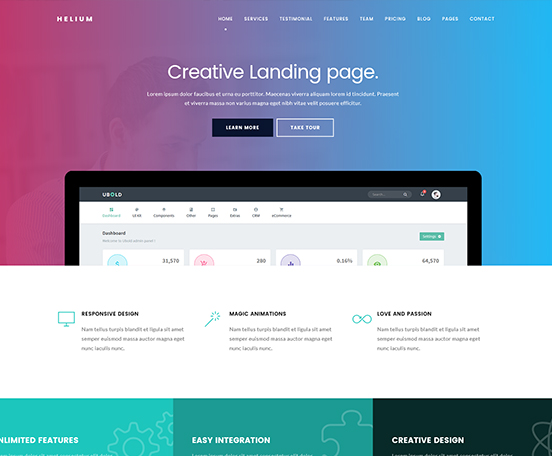 HELIUM
HOME SERVICES TESTIMONIAL FEATURES TEAM PRICING BLOG PAGES CONTACT
Creative Landing page.
Lorem ipsum dolor faucibus at urna eu porttitor. Maecenas viverra aliquam lorem id tincidunt. Praesent
et viverra massa non varius magna eget nibh vitae velit posuere efficitur.
LEARN MORE TAKE TOUR
UBOLD
Search...
Dashboard UI Kit Components Other Pages Extras CRM eCommerce
Dashboard
Welcome to Ubold admin panel !
Settings
31,570 280 0.16% 64,570
RESPONSIVE DESIGN
Nam tellus turpis blandit et ligula sit amet
semper euismod massa auctor magna eget
nunc iaculis nunc.
MAGIC ANIMATIONS
Nam tellus turpis blandit et ligula sit amet
semper euismod massa auctor magna eget
nunc iaculis nunc.
LOVE AND PASSION
Nam tellus turpis blandit et ligula sit amet
semper euismod massa auctor magna eget
nunc iaculis nunc.
NLIMITED FEATURES
EASY INTEGRATION
CREATIVE DESIGN